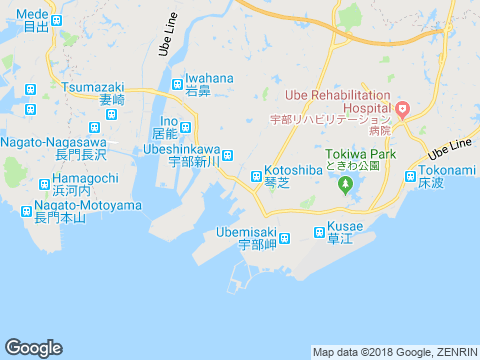 Mede
目出
Ube Line
Tsumazaki
妻崎
Iwahana
岩鼻
Ube Rehabilitation
Hospital
宇部リハビリテーション
病院
Ino
居能
Nagato-Nagasawa
長門長沢
Ubeshinkawa
宇部新川
Tokiwa Park
ときわ公園
Ube Line
Hamagochi
浜河内
Kotoshiba
琴芝
Tokonami
床波
Nagato-Motoyama
長門本山
Ubemisaki
宇部岬
Kusae
草江
Google
Map data ©2018 Google, ZENRIN